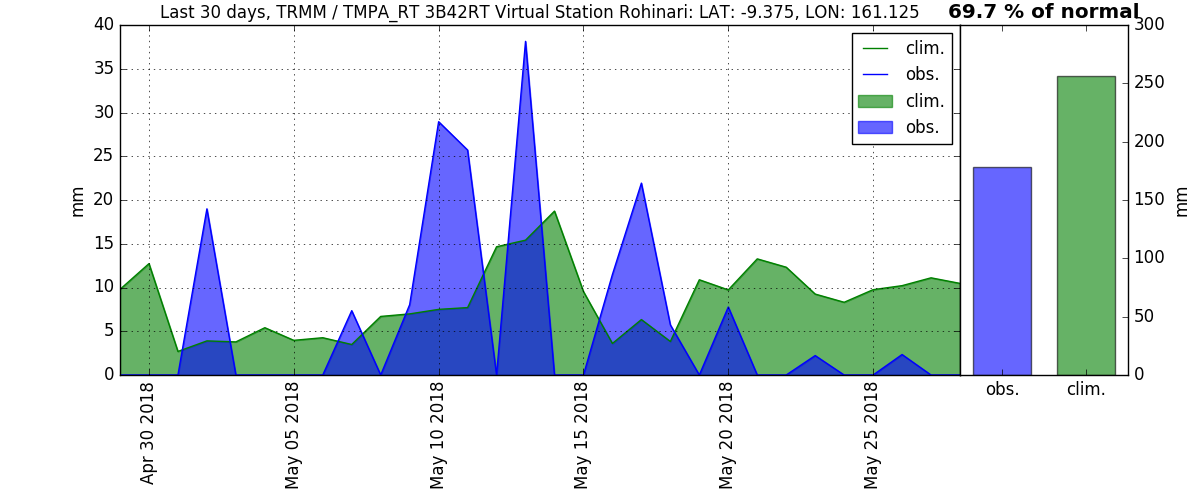 Last 30 days, TRMM / TMPA_RT 3B42RT Virtual Station Rohinari: LAT: -9.375, LON: 161.125
69.7 % of normal
40
35
30
25
20
15
10
5
0
mm
clim.
obs.
clim.
obs.
Apr 30 2018
May 05 2018
May 10 2018
May 15 2018
May 20 2018
May 25 2018
300
250
200
150
100
50
0
mm
obs.
clim.